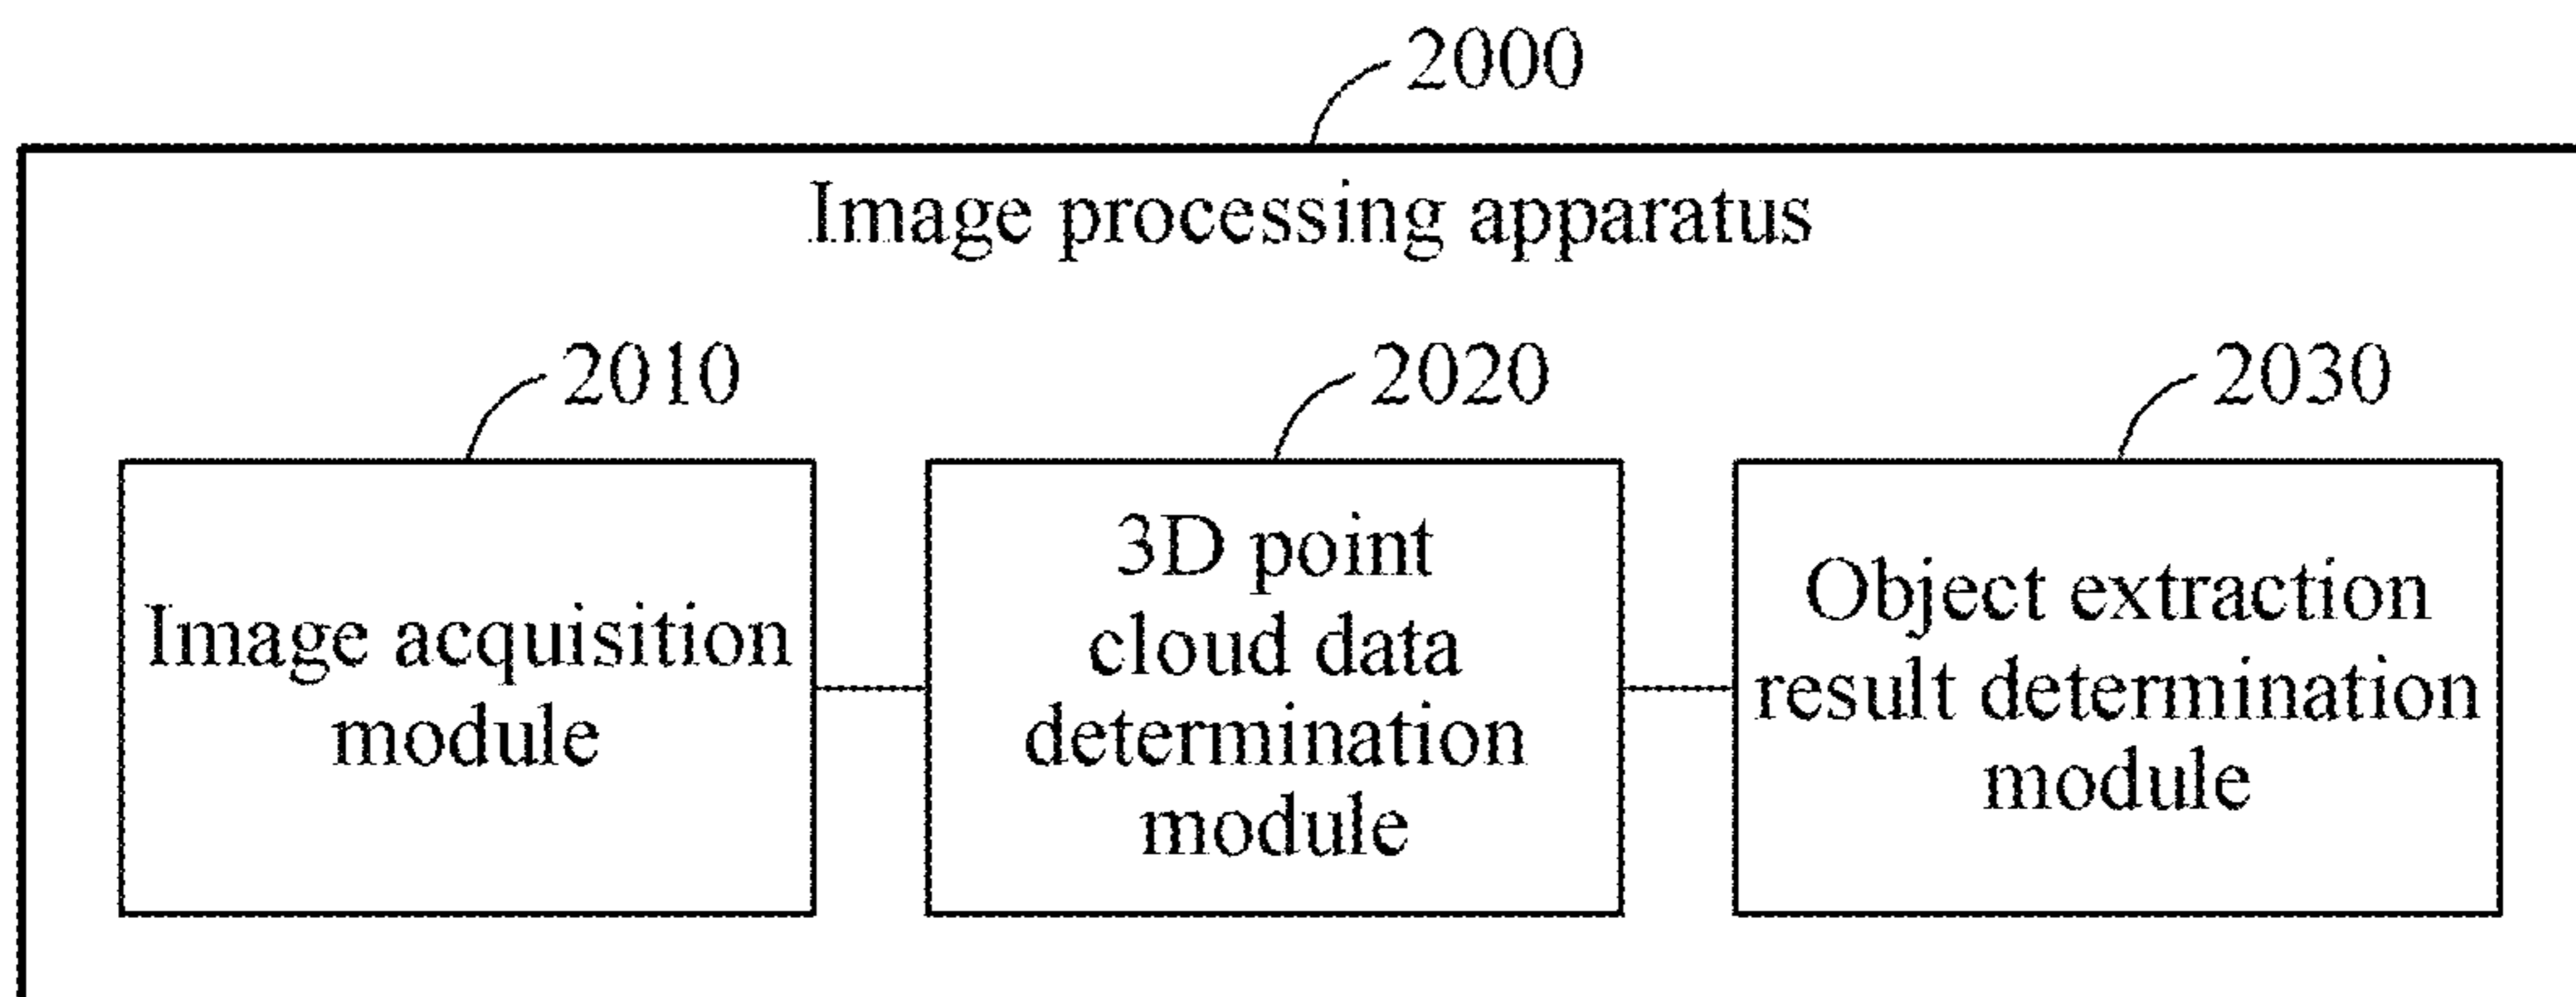 2000
Image processing apparatus
2010
2020
2030
Image acquisition
module
3D point
cloud data
determination
module
Object extraction
result determination
module